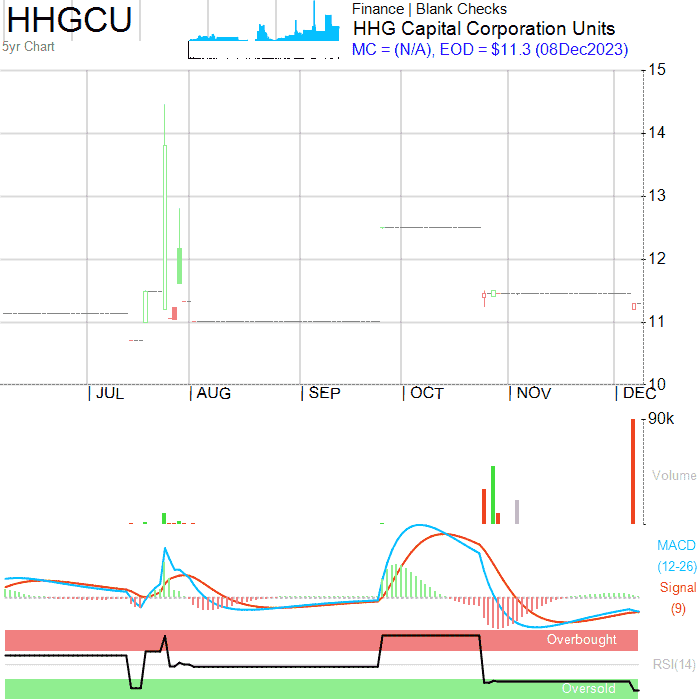 HHGCU
5yr Chart
Finance | Blank Checks
HHG Capital Corporation Units
MC = (N/A), EOD = $11.3 (08Dec2023)
15
14
13
12
11
10
JUL AUG SEP OCT NOV DEC
90k
Volume
MACD
(12-26)
Signal
(9)
Overbought
RSI(14)
Oversold